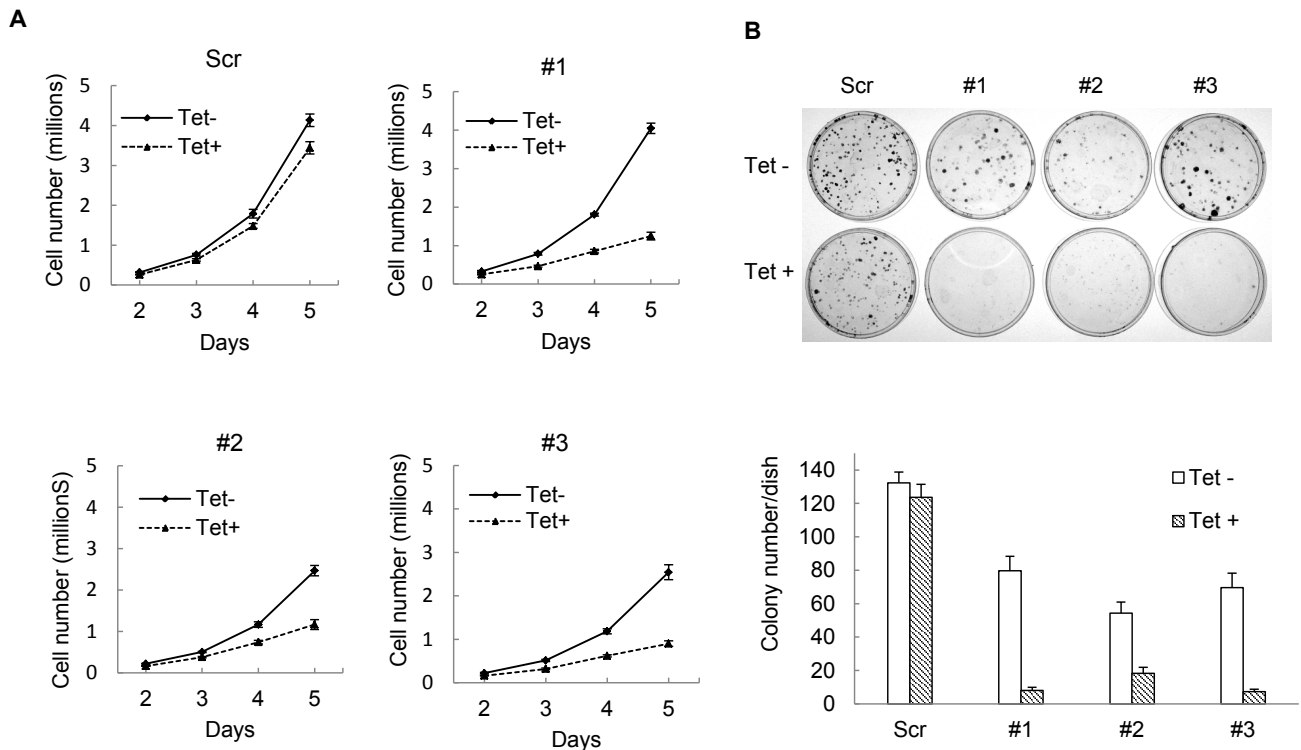 A
Scr
Cell number (millions)
5
4
3
2
1
0
Tet-
Tet+
2 3 4 5
Days
#1
Cell number (millions)
5
4
3
2
1
0
Tet-
Tet+
2 3 4 5
Days
#2
Cell number (millionS)
5
4
3
2
1
0
Tet-
Tet+
2 3 4 5
Days
#3
Cell number (millions)
5
4
3
2
1
0
Tet-
Tet+
2 3 4 5
Days
B
Scr #1 #2 #3
Tet -
Tet +
Colony number/dish
140
120
100
80
60
40
20
0
Tet -
Tet +
Scr #1 #2 #3